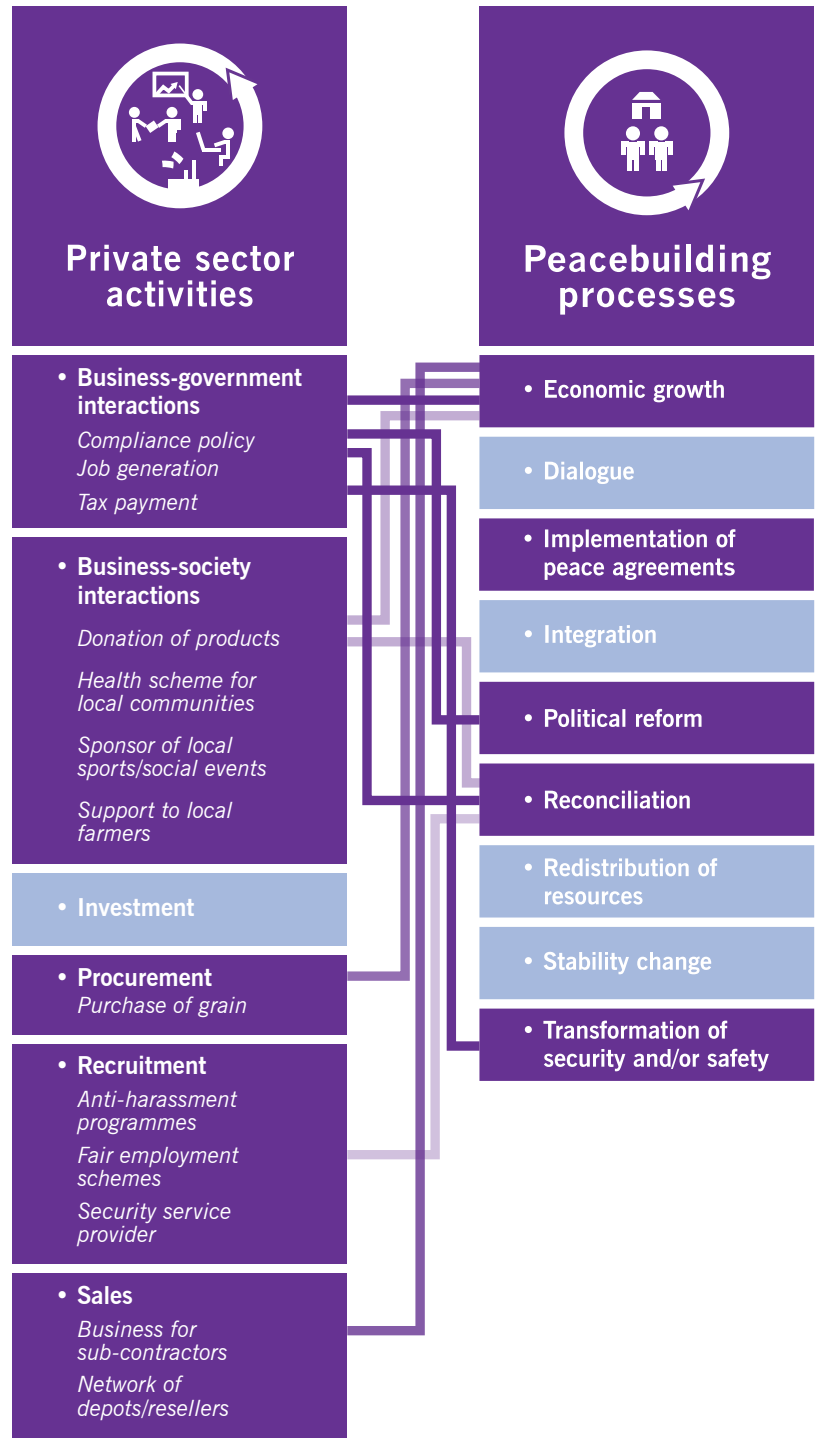 Private sector
activities
• Business-government
interactions
Compliance policy
Job generation
Tax payment
• Business-society
interactions
Donation of products
Health scheme for
local communities
Sponsor of local
sports/social events
Support to local
farmers
• Investment
• Procurement
Purchase of grain
• Recruitment
Anti-harassment
programmes
Fair employment
schemes
Security service
provider
• Sales
Business for
sub-contractors
Network of
depots/resellers
Peacebuilding
processes
• Economic growth
• Dialogue
• Implementation of
peace agreements
• Integration
• Political reform
• Reconciliation
• Redistribution of
resources
• Stability change
• Transformation of
security and/or safety